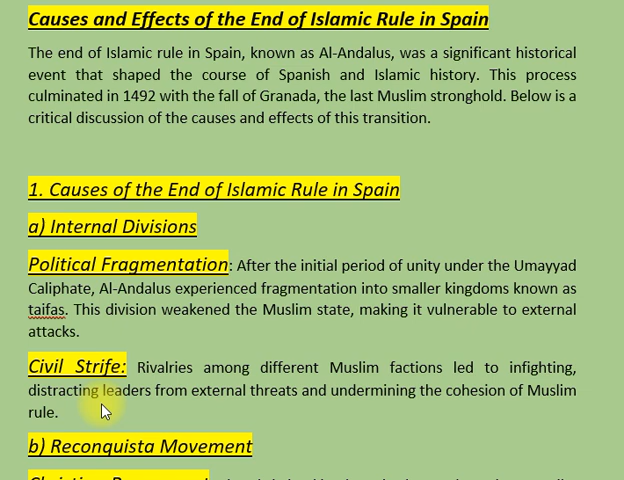 Causes and Effects of the End of Islamic Rule in Spain
The end of Islamic rule in Spain, known as Al-Andalus, was a significant historical
event that shaped the course of Spanish and Islamic history. This process
culminated in 1492 with the fall of Granada, the last Muslim stronghold. Below is a
critical discussion of the causes and effects of this transition.
1. Causes of the End of Islamic Rule in Spain
a) Internal Divisions
Political Fragmentation: After the initial period of unity under the Umayyad
Caliphate, Al-Andalus experienced fragmentation into smaller kingdoms known as
taifas. This division weakened the Muslim state, making it vulnerable to external
attacks.
Civil Strife: Rivalries among different Muslim factions led to infighting,
distracting leaders from external threats and undermining the cohesion of Muslim
rule.
b) Reconquista Movement